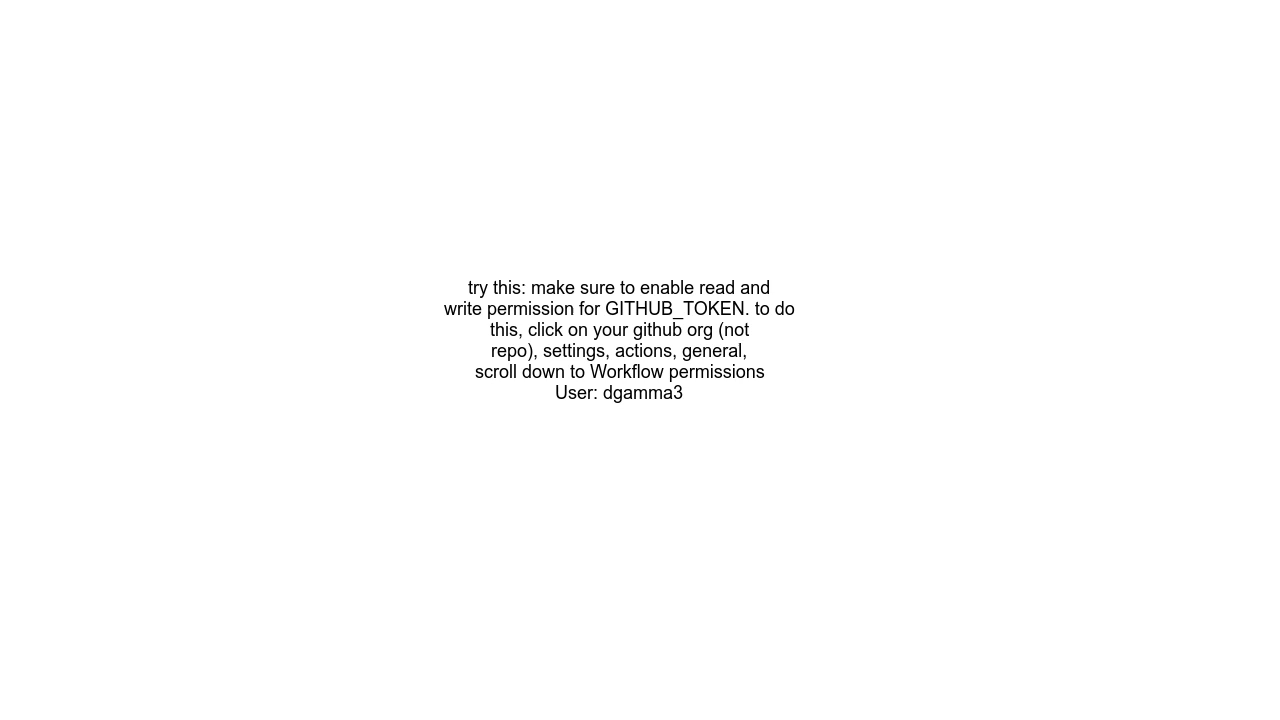 try this: make sure to enable read and
write permission for GITHUB_TOKEN. to do
this, click on your github org (not
repo), settings, actions, general,
scroll down to Workflow permissions
User: dgamma3